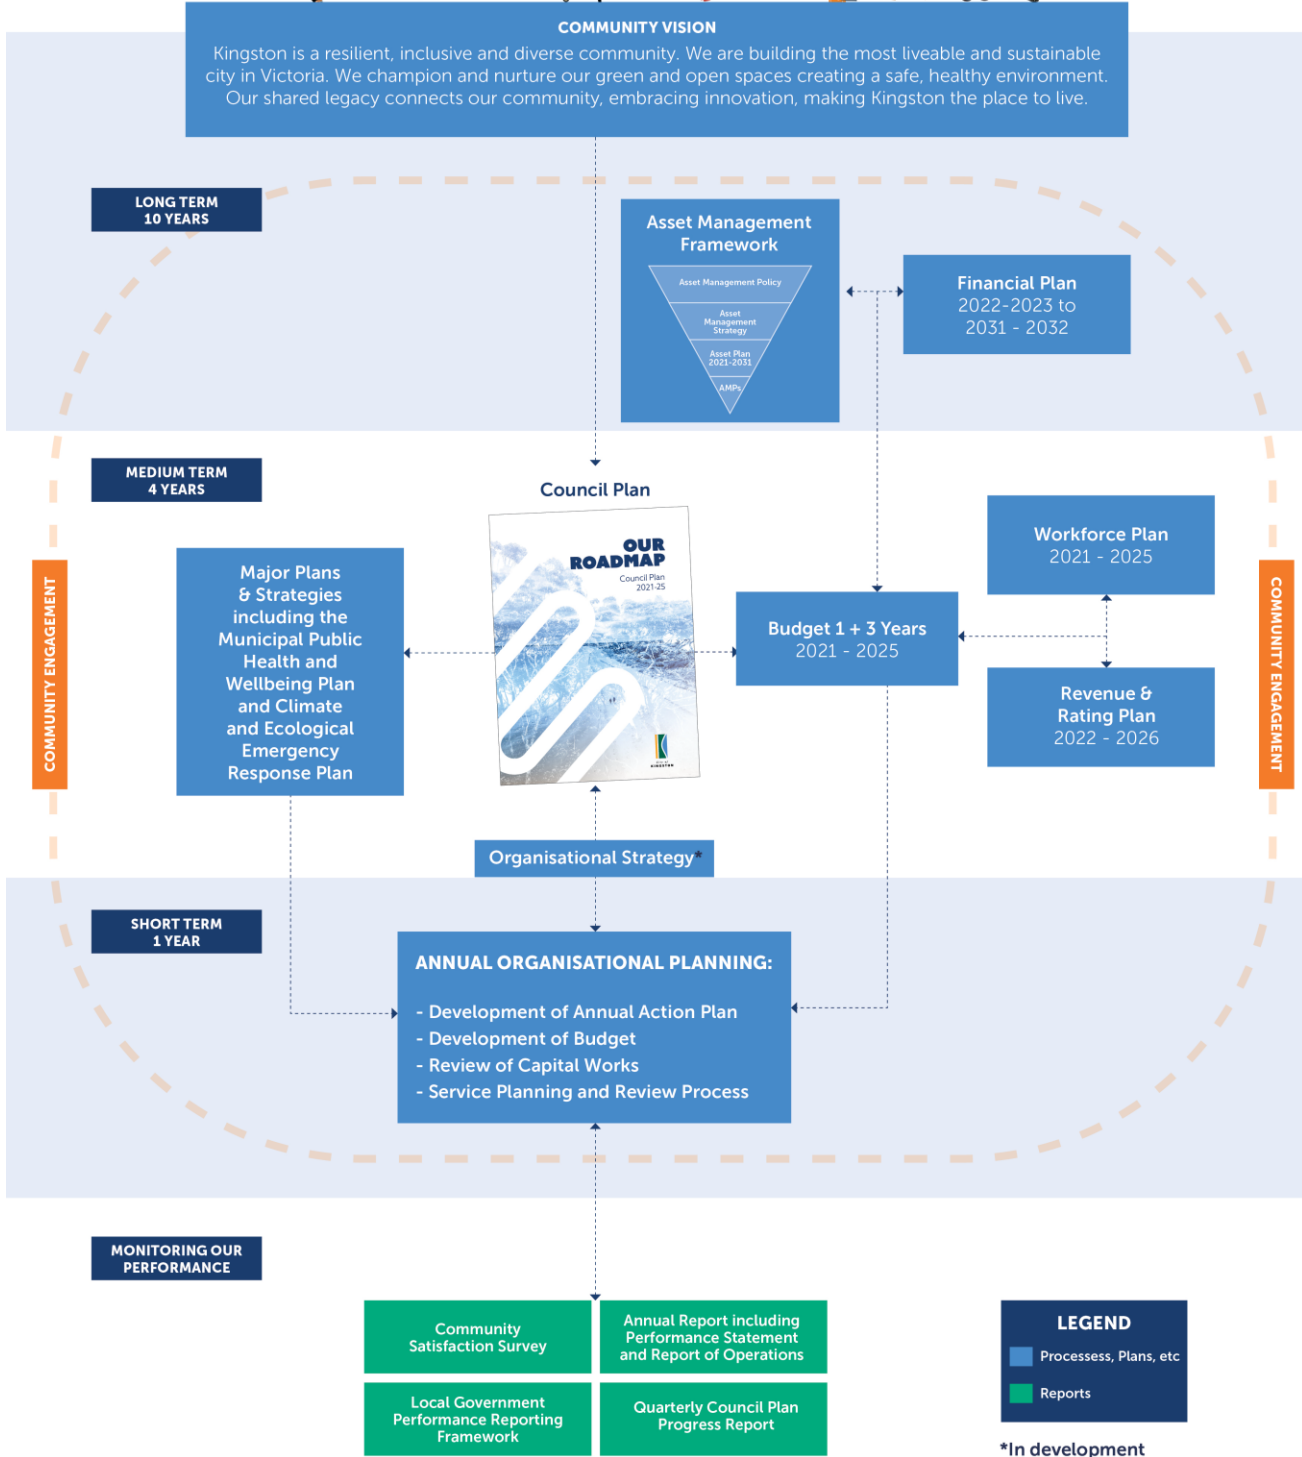 COMMUNITY VISION
Kingston is a resilient, inclusive and diverse community. We are building the most liveable and sustainable
city in Victoria. We champion and nurture our green and open spaces creating a safe, healthy environment.
Our shared legacy connects our community, embracing innovation, making Kingston the place to live.
LONG TERM
10 YEARS
Asset Management
Framework
Asset Management Policy
Asset
Management
Strategy
Asset Plan
2021-2031
AMPs
Financial Plan
2022-2023 to
2031 - 2032
MEDIUM TERM
4 YEARS
Council Plan
OUR
ROADMAP
Council Plan
2021-25
KINGSTON
COMMUNITY ENGAGEMENT
Major Plans
& Strategies
including the
Municipal Public
Health and
Wellbeing Plan
and Climate
and Ecological
Emergency
Response Plan
Budget 1 + 3 Years
2021 - 2025
Workforce Plan
2021 - 2025
Revenue &
Rating Plan
2022 - 2026
COMMUNITY ENGAGEMENT
Organisational Strategy*
SHORT TERM
1 YEAR
ANNUAL ORGANISATIONAL PLANNING:
- Development of Annual Action Plan
- Development of Budget
- Review of Capital Works
- Service Planning and Review Process
MONITORING OUR
PERFORMANCE
Community
Satisfaction Survey
Annual Report including
Performance Statement
and Report of Operations
Local Government
Performance Reporting
Framework
Quarterly Council Plan
Progress Report
LEGEND
Processess, Plans, etc
Reports
*In development